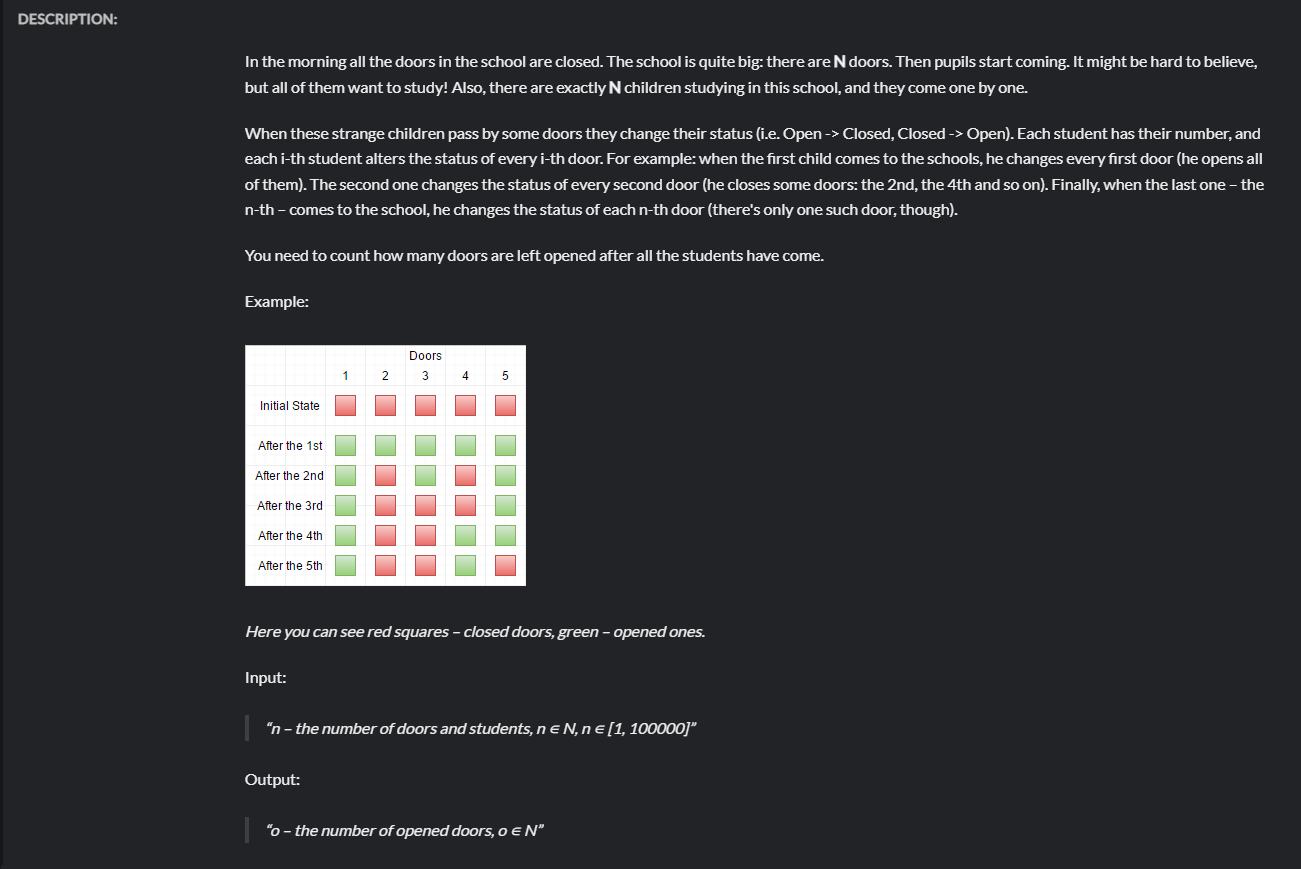 DESCRIPTION:
In the morning all the doors in the school are closed. The school is quite big: there are N doors. Then pupils start coming. It might be hard to believe,
but all of them want to study! Also, there are exactly N children studying in this school, and they come one by one.
When these strange children pass by some doors they change their status (i.e. Open -> Closed, Closed -> Open). Each student has their number, and
each i-th student alters the status of every i-th door. For example: when the first child comes to the schools, he changes every first door (he opens all
of them). The second one changes the status of every second door (he closes some doors: the 2nd, the 4th and so on). Finally, when the last one – the
n-th – comes to the school, he changes the status of each n-th door (there's only one such door, though).
You need to count how many doors are left opened after all the students have come.
Example:
Doors
1 2 3 4 5
Initial State
After the 1st
After the 2nd
After the 3rd
After the 4th
After the 5th
Here you can see red squares – closed doors, green – opened ones.
Input:
“n – the number of doors and students, n ∈ N, n ∈ [1, 100000]”
Output:
“o – the number of opened doors, o ∈ N”